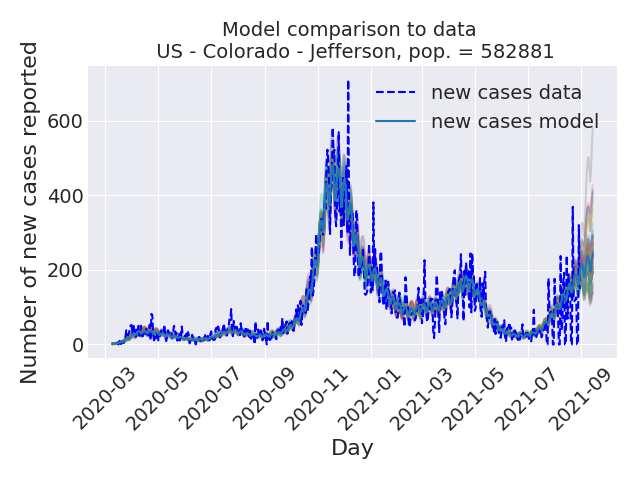 Model comparison to data
US - Colorado - Jefferson, pop. = 582881
Number of new cases reported
600
400
200
0
new cases data
new cases model
2020-03
2020-05
2020-07
2020-09
2020-11
2021-01
2021-03
2021-05
2021-07
2021-09
Day